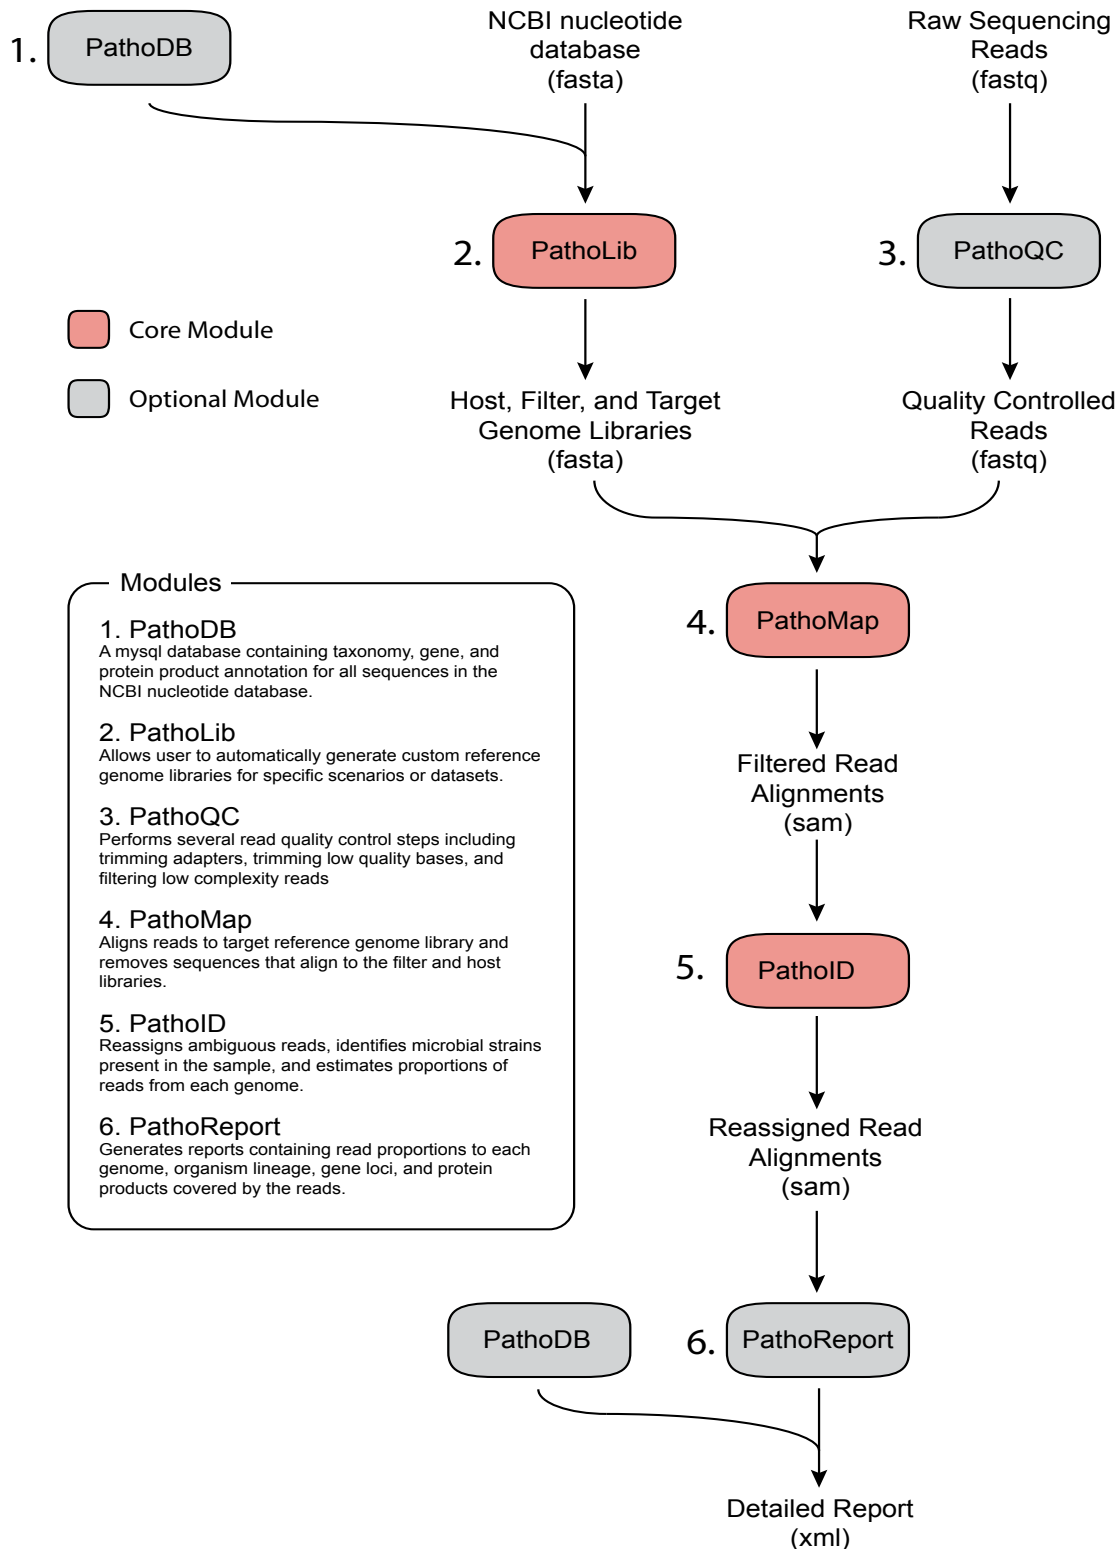 1. PathoDB
NCBI nucleotide
database
(fasta)
Raw Sequencing
Reads
(fastq)
2. PathoLib
3. PathoQC
Core Module
Optional Module
Host, Filter, and Target
Genome Libraries
(fasta)
Quality Controlled
Reads
(fastq)
4. PathoMap
Filtered Read
Alignments
(sam)
5. PathoID
Reassigned Read
Alignments
(sam)
PathoDB
6. PathoReport
Detailed Report
(xml)
Modules
1. PathoDB
A mysql database containing taxonomy, gene, and
protein product annotation for all sequences in the
NCBI nucleotide database.
2. PathoLib
Allows user to automatically generate custom reference
genome libraries for specific scenarios or datasets.
3. PathoQC
Performs several read quality control steps including
trimming adapters, trimming low quality bases, and
filtering low complexity reads
4. PathoMap
Aligns reads to target reference genome library and
removes sequences that align to the filter and host
libraries.
5. PathoID
Reassigns ambiguous reads, identifies microbial strains
present in the sample, and estimates proportions of
reads from each genome.
6. PathoReport
Generates reports containing read proportions to each
genome, organism lineage, gene loci, and protein
products covered by the reads.